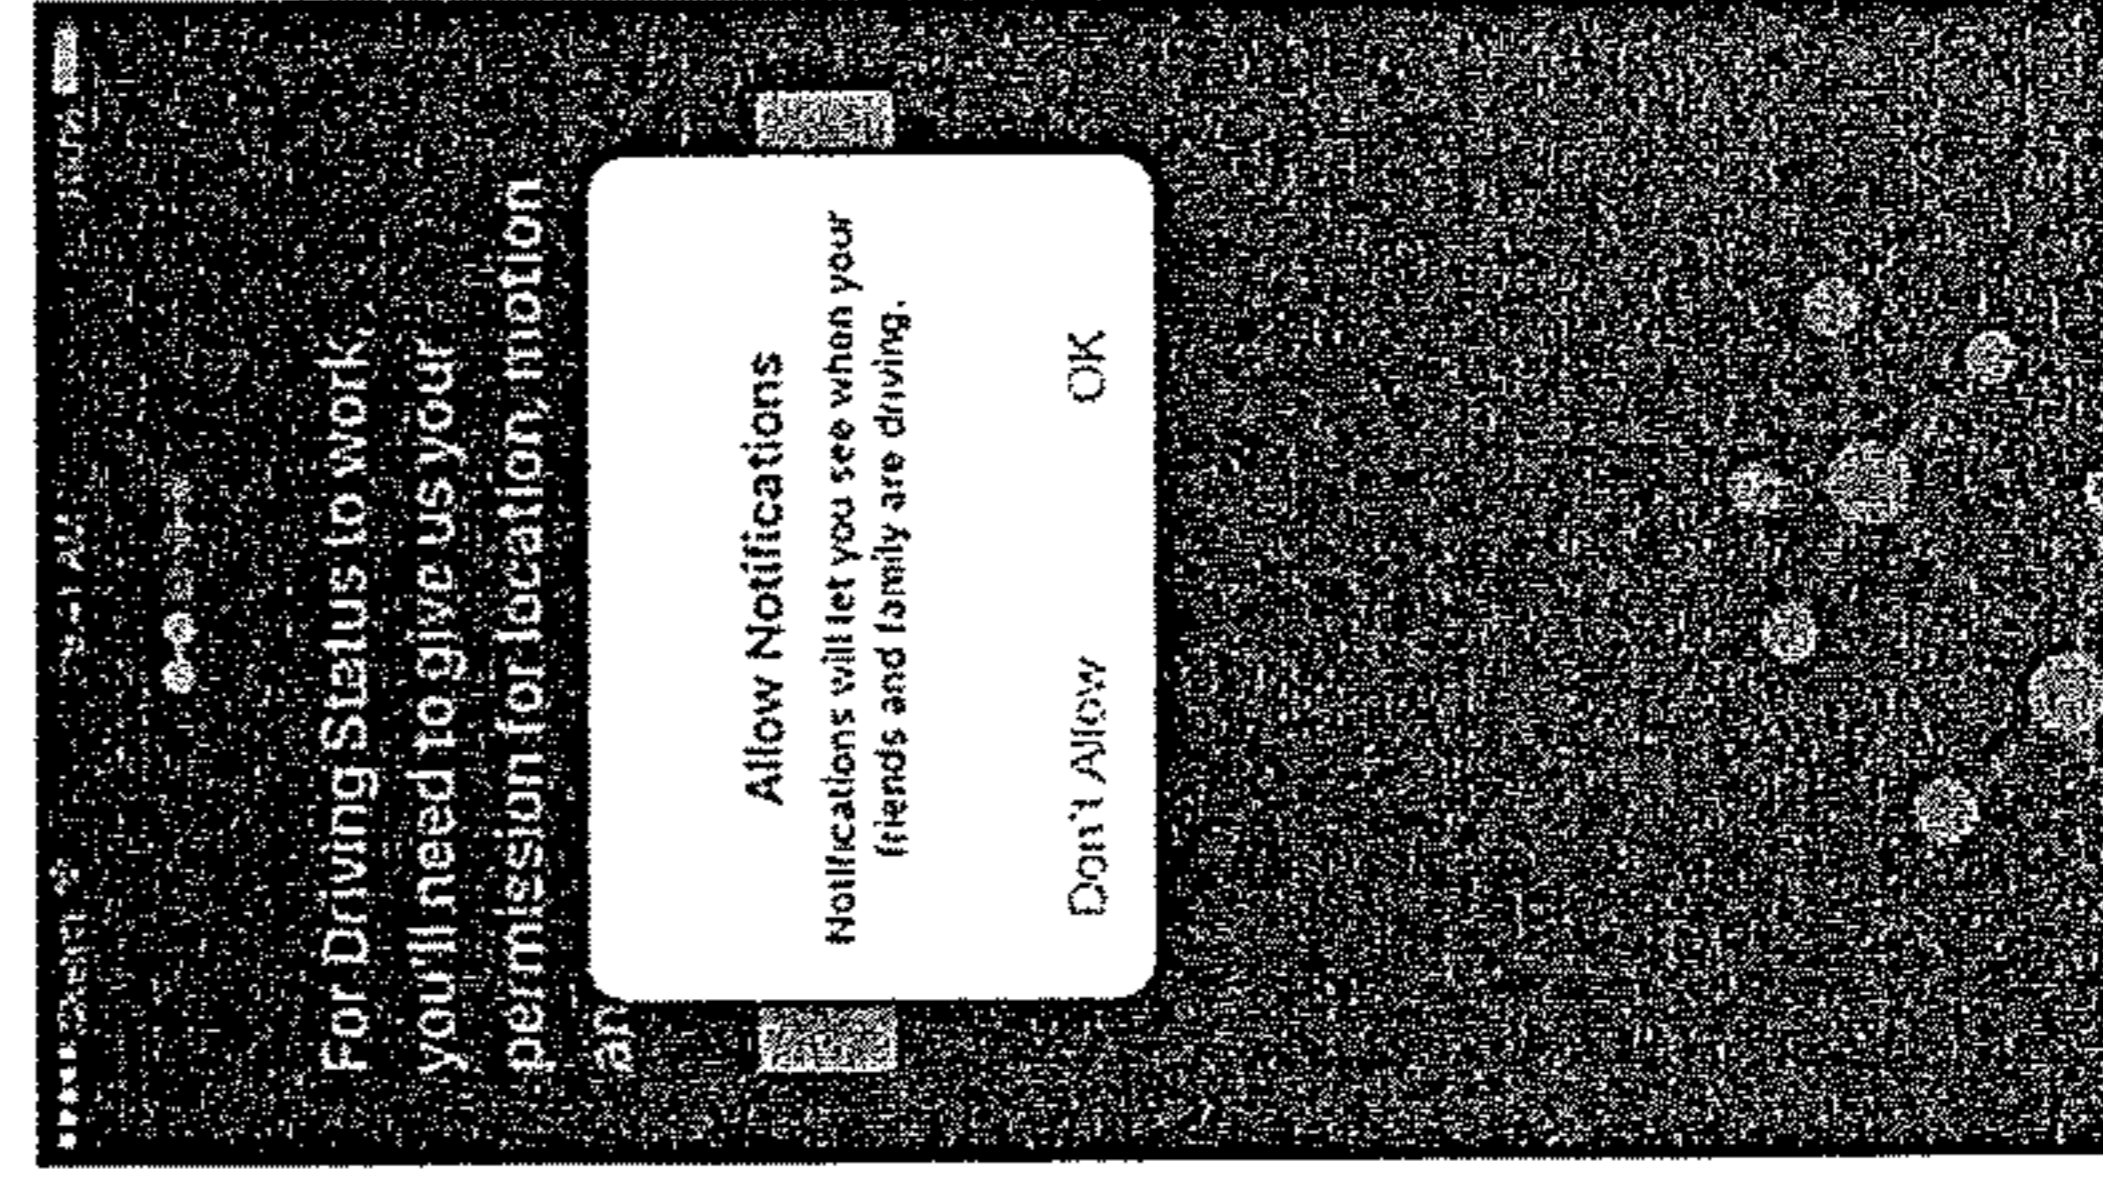 For Driving Status to work,
you'll need to give us your
permission for location, motion
an
Allow Notifications
Notifications will let you see when your
friends and family are driving.
Don't Allow
OK